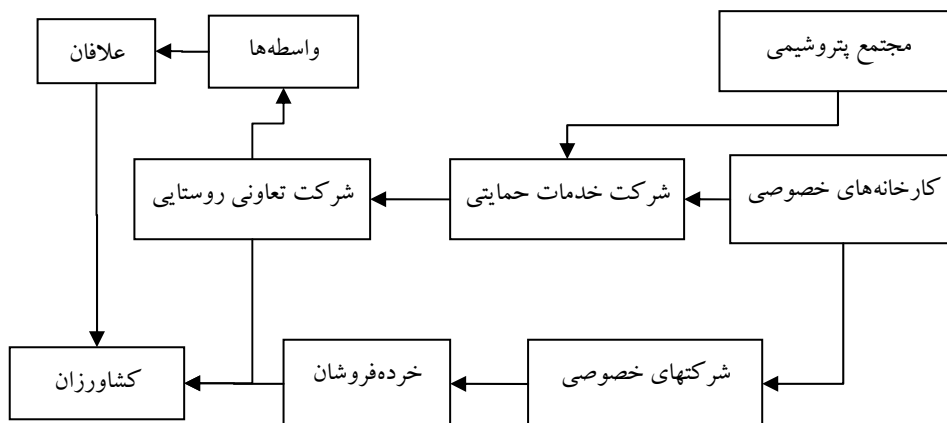 مجتمع پتروشیمی
واسطه‌ها
علافان
کارخانه‌های خصوصی
شرکت خدمات حمایتی
شرکت تعاونی روستایی
شرکتهای خصوصی
خرده‌فروشان
کشاورزان